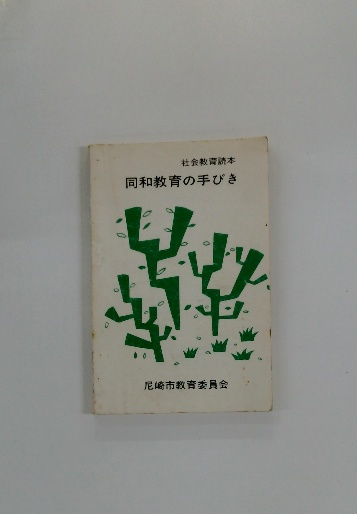 社会教育読本
同和教育の手びき
尼崎市教育委員会